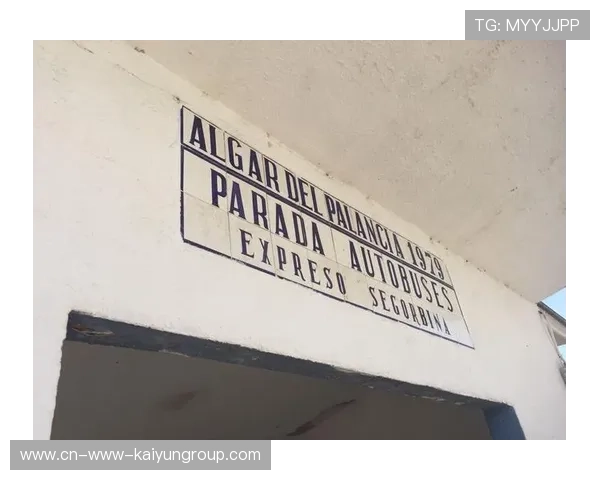 TG: MYYJJPP
ALGAR DEL PALANCIA 1979
PARADA AUTOBUSES
EXPRESO SEGORBINA
www.cn-www-kaiyungroup.com